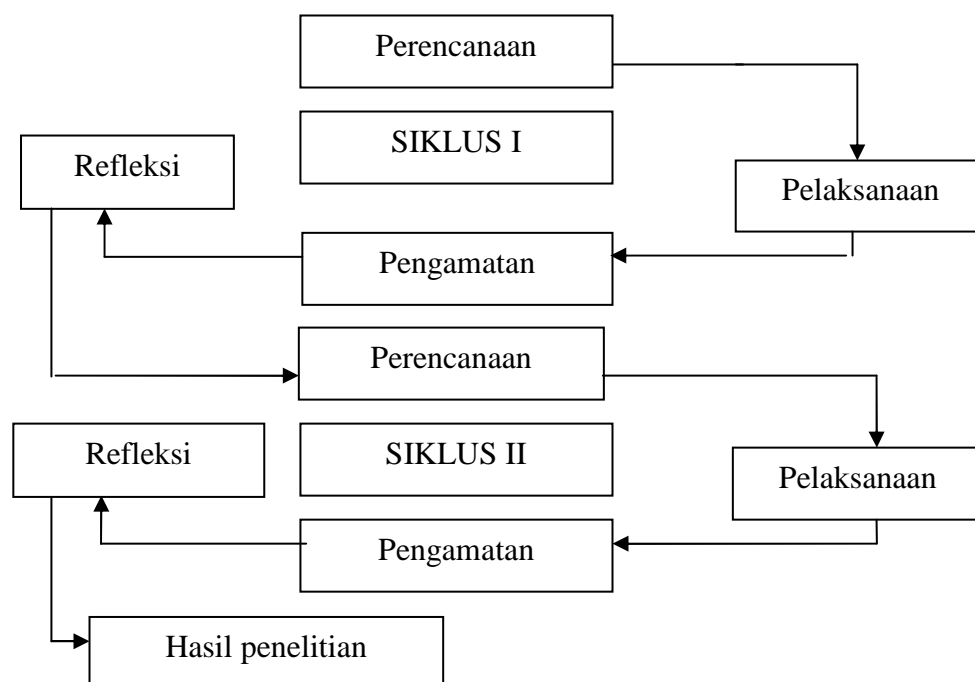 Perencanaan
SIKLUS I
Refleksi
Pelaksanaan
Pengamatan
Perencanaan
SIKLUS II
Refleksi
Pelaksanaan
Pengamatan
Hasil penelitian